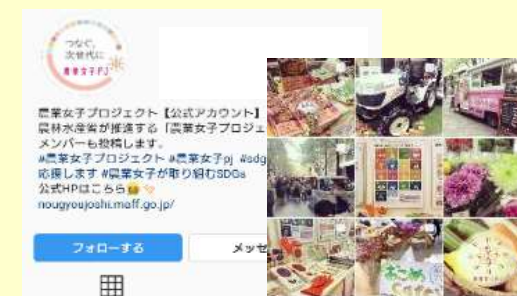 つなぐ、
次世代に
農業女子PJ
農業女子プロジェクト【公式アカウント】
農林水産省が推進する「農業女子プロジェ
メンバーも投稿します。
#農業女子プロジェクト #農業女子pj #sdg
応援します #農業女子が取り組むSDGs
公式HPはこちら
nougyoujoshi.maff.go.jp/
フォローする
メッセ
おこめ